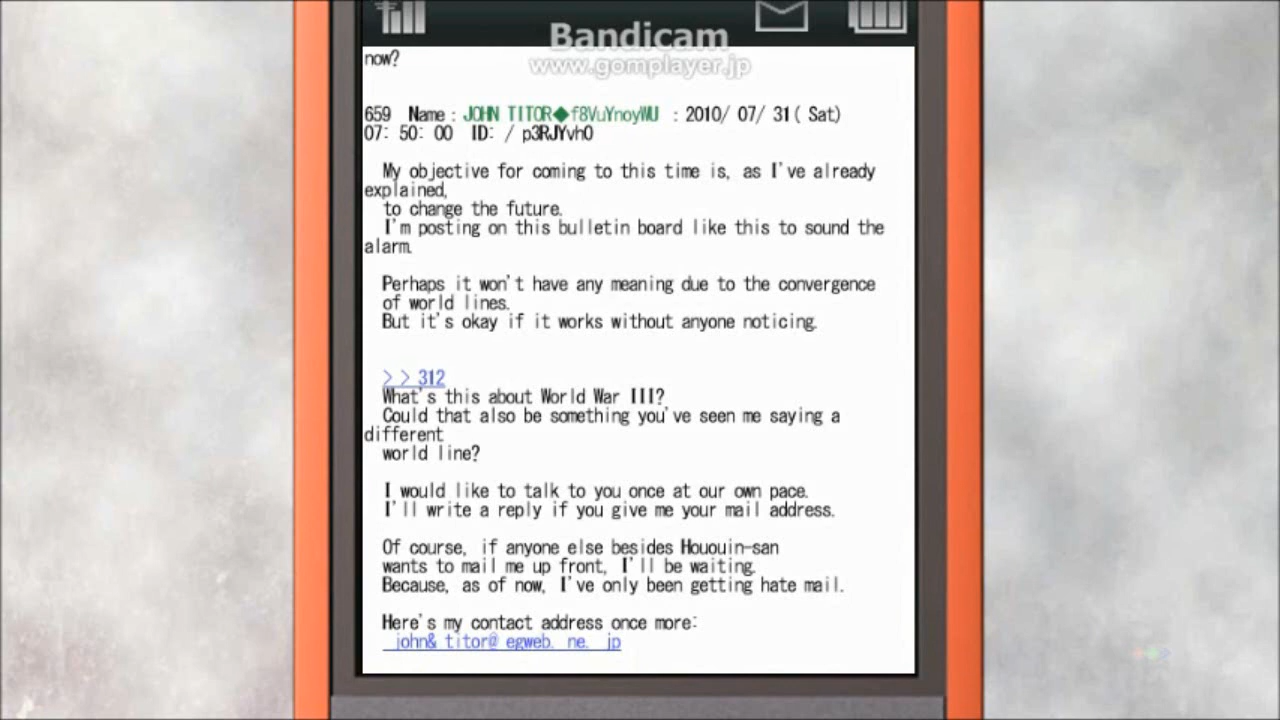 Bandicam
www.gomplayer.jp
now?
659 Name : JOHN TITOR◆f8VuYnoyWU : 2010/ 07/ 31( Sat)
07: 50: 00 ID: / p3RJYvh0
My objective for coming to this time is, as I've already
explained,
to change the future.
I'm posting on this bulletin board like this to sound the
alarm.
Perhaps it won't have any meaning due to the convergence
of world lines.
But it's okay if it works without anyone noticing.
> > 312
What's this about World War III?
Could that also be something you've seen me saying a
different
world line?
I would like to talk to you once at our own pace.
I'll write a reply if you give me your mail address.
Of course, if anyone else besides Hououin-san
wants to mail me up front, I'll be waiting.
Because, as of now, I've only been getting hate mail.
Here's my contact address once more:
john& titor@ egweb. ne. jp